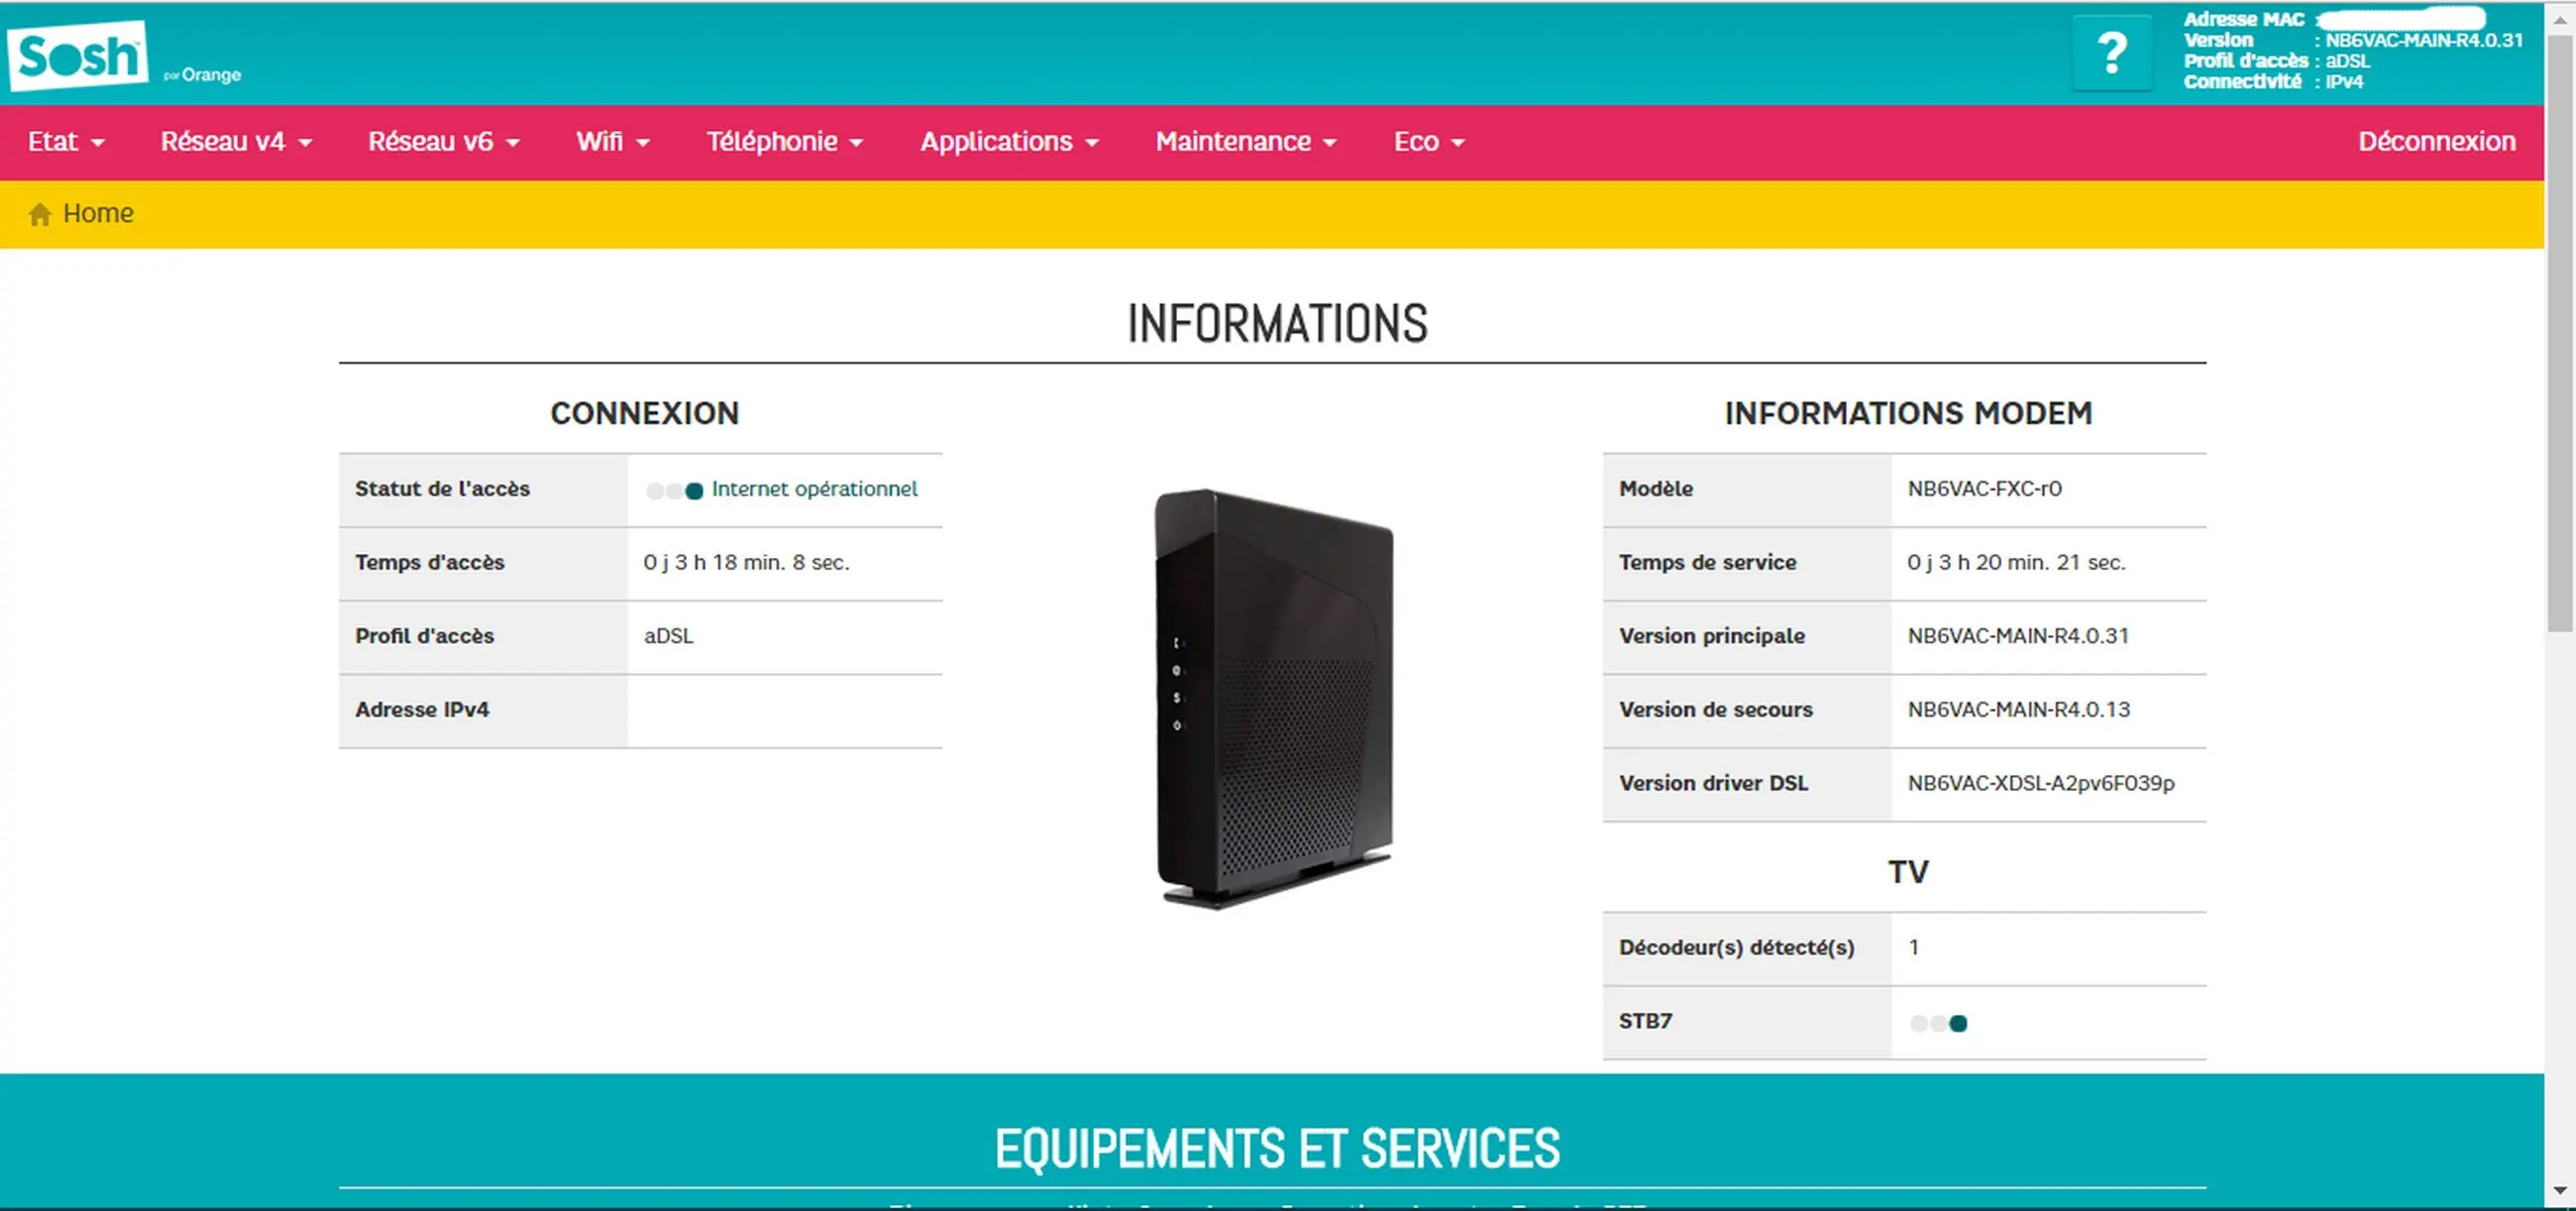 Sosh par Orange
?
Adresse MAC :
Version : NB6VAC-MAIN-R4.0.31
Profil d'accès : aDSL
Connectivité : IPv4
Etat Réseau v4 Réseau v6 Wifi Téléphonie Applications Maintenance Eco Déconnexion
Home
INFORMATIONS
CONNEXION
Statut de l'accès Internet opérationnel
Temps d'accès 0 j 3 h 18 min. 8 sec.
Profil d'accès aDSL
Adresse IPv4
INFORMATIONS MODEM
Modèle NB6VAC-FXC-r0
Temps de service 0 j 3 h 20 min. 21 sec.
Version principale NB6VAC-MAIN-R4.0.31
Version de secours NB6VAC-MAIN-R4.0.13
Version driver DSL NB6VAC-XDSL-A2pv6F039p
TV
Décodeur(s) détecté(s) 1
STB7
EQUIPEMENTS ET SERVICES